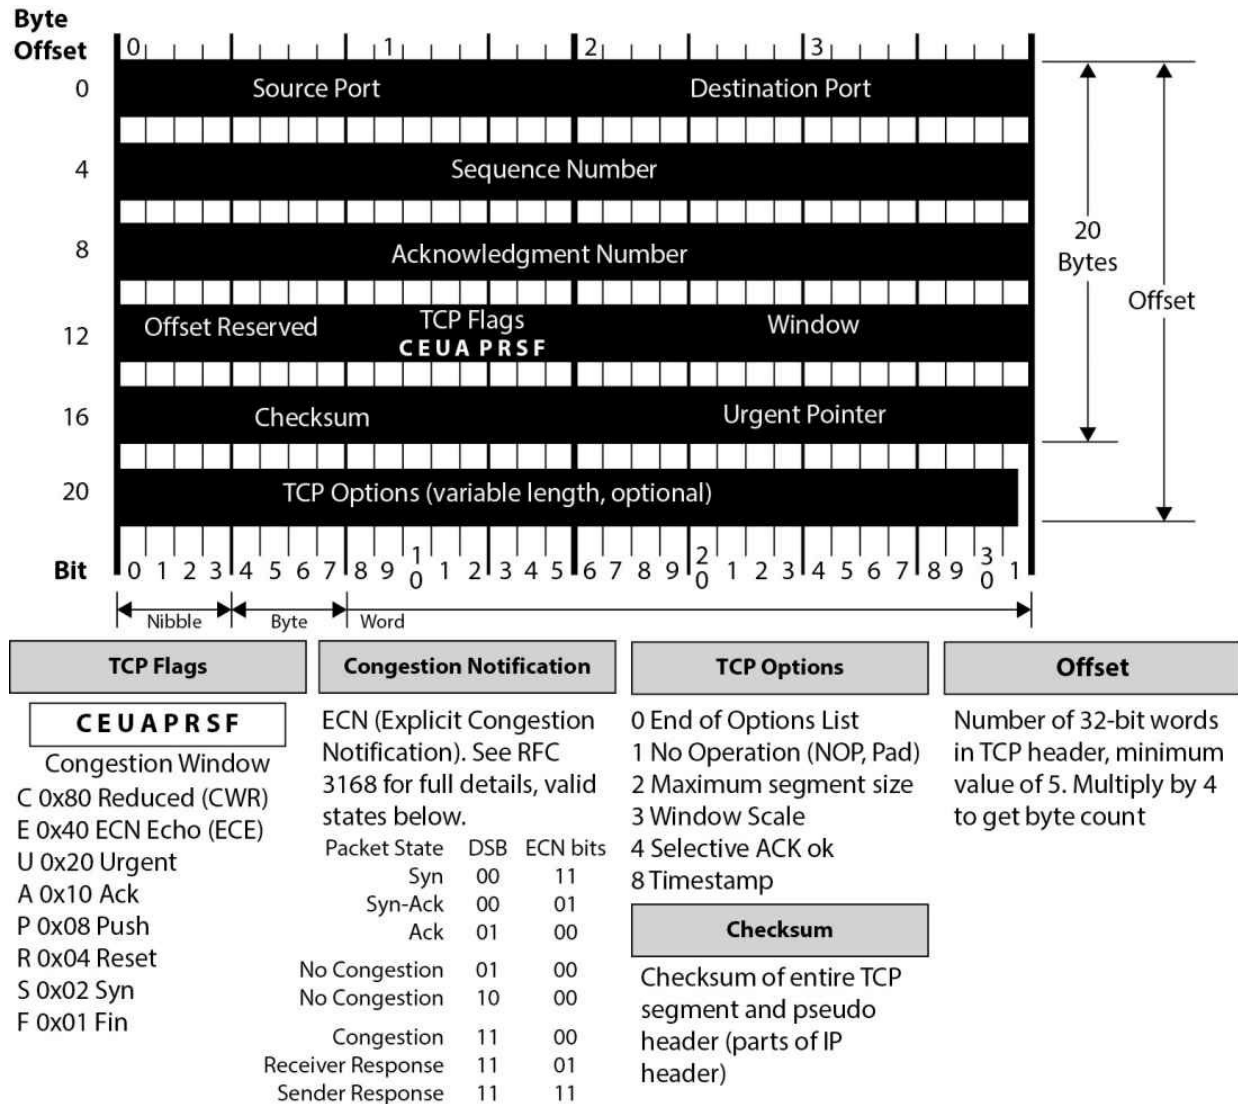 Byte
Offset
0 1 2 3
0 Source Port Destination Port
4 Sequence Number
8 Acknowledgment Number
12 Offset Reserved TCP Flags Window
C E U A P R S F
16 Checksum Urgent Pointer
20 TCP Options (variable length, optional)
20
Bytes
Offset
Bit 0 1 2 3 4 5 6 7 8 9 10 1 2 3 4 5 6 7 8 9 20 1 2 3 4 5 6 7 8 9 30 1
Nibble Byte Word
TCP Flags
C E U A P R S F
Congestion Window
C 0x80 Reduced (CWR)
E 0x40 ECN Echo (ECE)
U 0x20 Urgent
A 0x10 Ack
P 0x08 Push
R 0x04 Reset
S 0x02 Syn
F 0x01 Fin
Congestion Notification
ECN (Explicit Congestion
Notification). See RFC
3168 for full details, valid
states below.
Packet State DSB ECN bits
Syn 00 11
Syn-Ack 00 01
Ack 01 00
No Congestion 01 00
No Congestion 10 00
Congestion 11 00
Receiver Response 11 01
Sender Response 11 11
TCP Options
0 End of Options List
1 No Operation (NOP, Pad)
2 Maximum segment size
3 Window Scale
4 Selective ACK ok
8 Timestamp
Checksum
Checksum of entire TCP
segment and pseudo
header (parts of IP
header)
Offset
Number of 32-bit words
in TCP header, minimum
value of 5. Multiply by 4
to get byte count